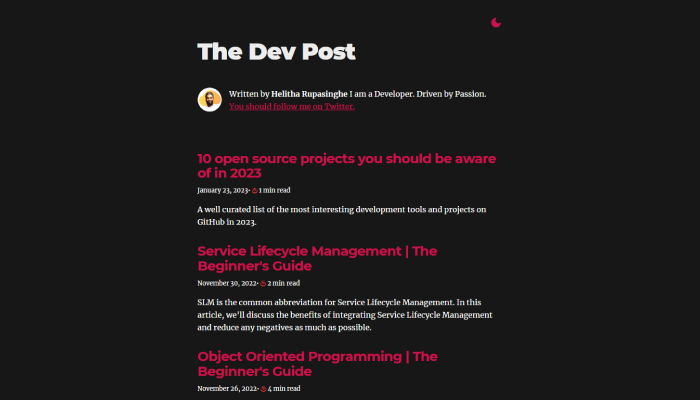 The Dev Post
Written by Helitha Rupasinghe I am a Developer. Driven by Passion.
You should follow me on Twitter.
10 open source projects you should be aware
of in 2023
January 23, 2023• 1 min read
A well curated list of the most interesting development tools and projects on
GitHub in 2023.
Service Lifecycle Management | The
Beginner's Guide
November 30, 2022• 2 min read
SLM is the common abbreviation for Service Lifecycle Management. In this
article, we'll discuss the benefits of integrating Service Lifecycle Management
and reduce any negatives as much as possible.
Object Oriented Programming | The
Beginner's Guide
November 26, 2022• 4 min read